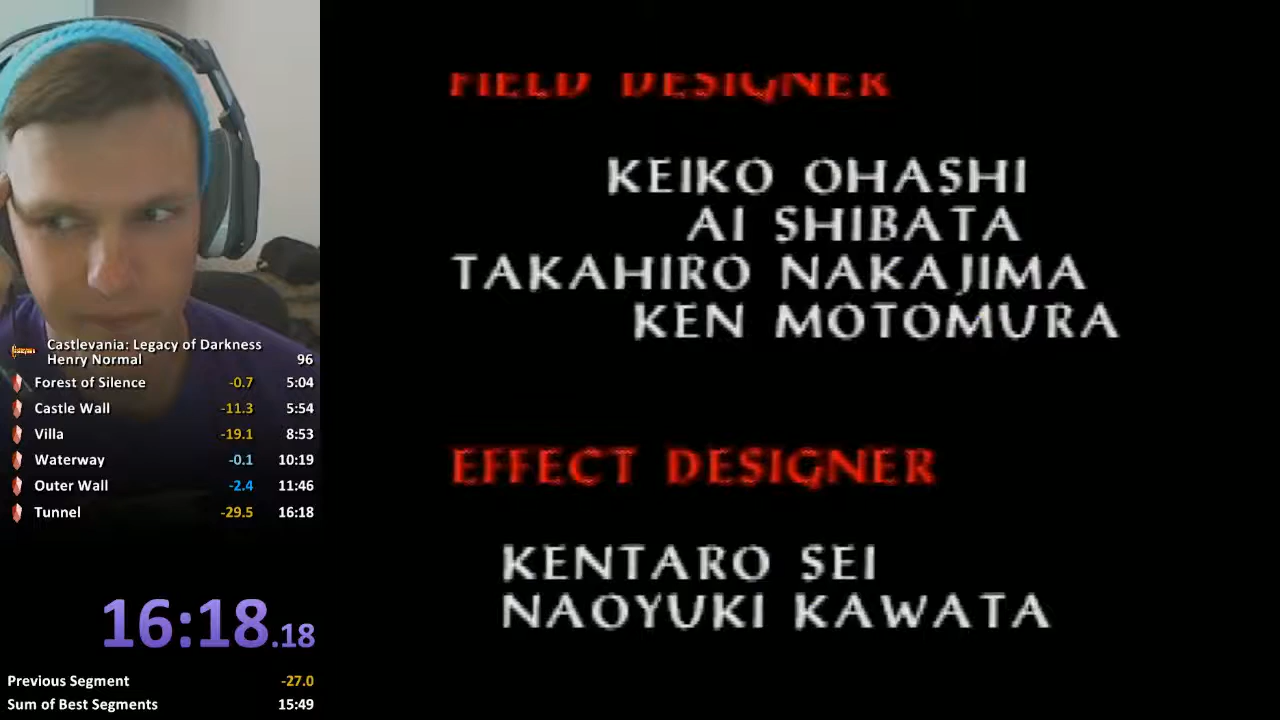 Castlevania: Legacy of Darkness
Henry Normal 96
Forest of Silence -0.7 5:04
Castle Wall -11.3 5:54
Villa -19.1 8:53
Waterway -0.1 10:19
Outer Wall -2.4 11:46
Tunnel -29.5 16:18
16:18.18
Previous Segment -27.0
Sum of Best Segments 15:49
FIELD DESIGNER
KEIKO OHASHI
AI SHIBATA
TAKAHIRO NAKAJIMA
KEN MOTOMURA
EFFECT DESIGNER
KENTARO SEI
NAOYUKI KAWATA